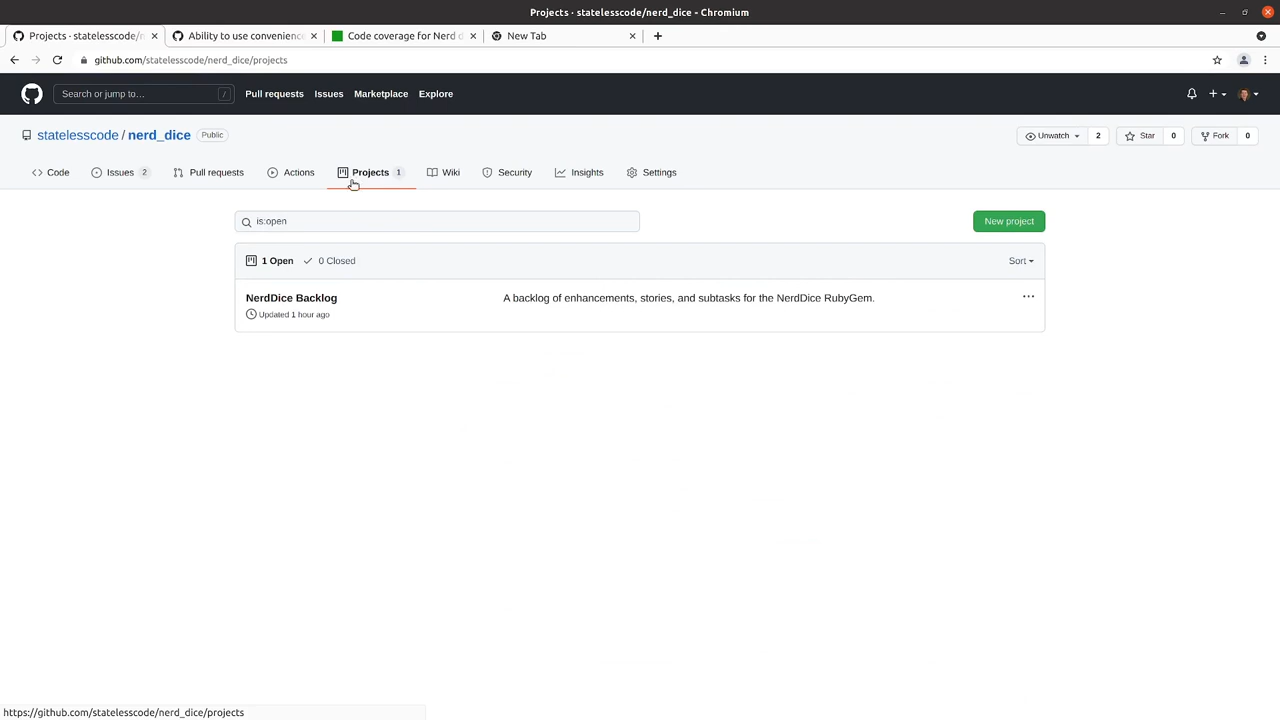 Projects · statelesscode/nerd_dice - Chromium
Projects · statelesscode/n
Ability to use convenienc
Code coverage for Nerd d
New Tab
github.com/statelesscode/nerd_dice/projects
Search or jump to… /
Pull requests Issues Marketplace Explore
statelesscode / nerd_dice Public
Unwatch 2 Star 0 Fork 0
Code Issues 2 Pull requests Actions Projects 1 Wiki Security Insights Settings
is:open
New project
1 Open 0 Closed Sort
NerdDice Backlog A backlog of enhancements, stories, and subtasks for the NerdDice RubyGem.
Updated 1 hour ago
https://github.com/statelesscode/nerd_dice/projects